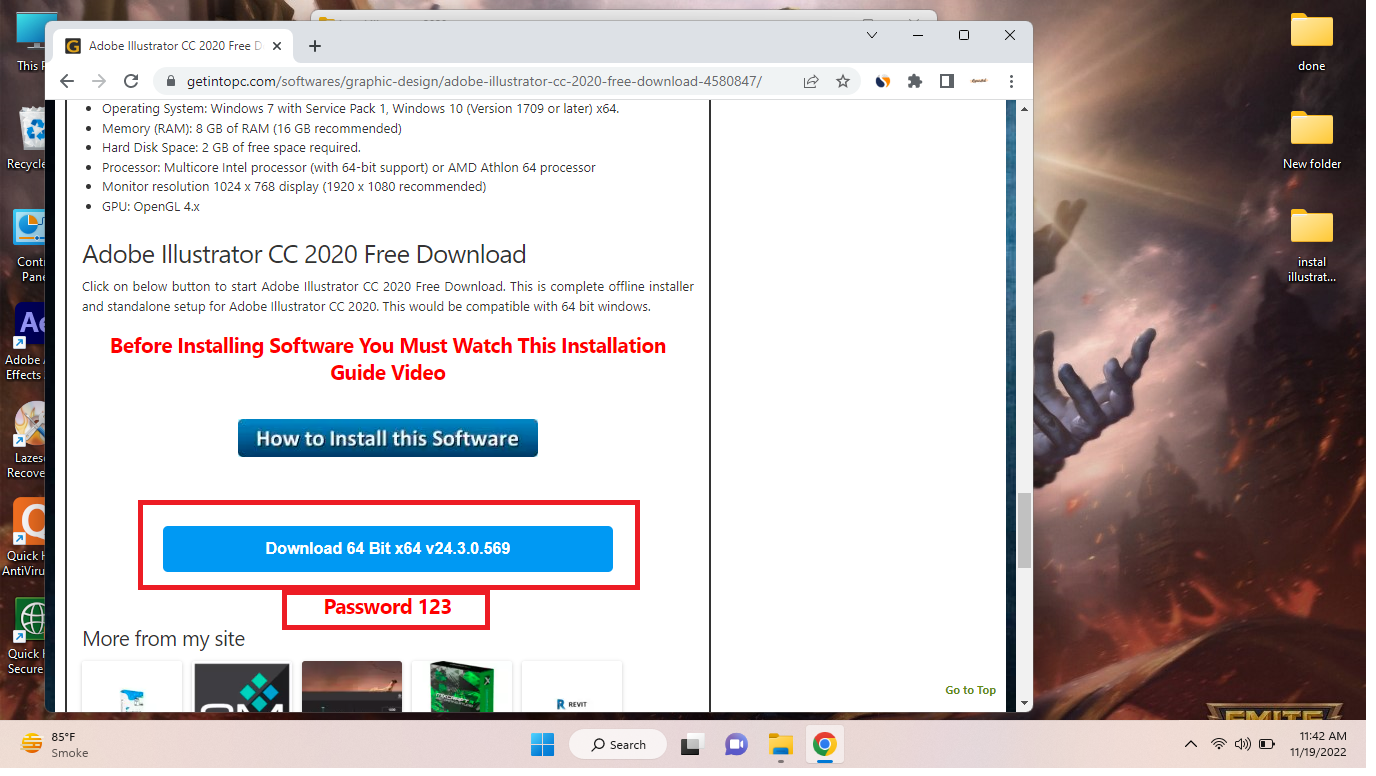 Adobe Illustrator CC 2020 Free D
getintopc.com/softwares/graphic-design/adobe-illustrator-cc-2020-free-download-4580847/
Operating System: Windows 7 with Service Pack 1, Windows 10 (Version 1709 or later) x64.
Memory (RAM): 8 GB of RAM (16 GB recommended)
Hard Disk Space: 2 GB of free space required.
Processor: Multicore Intel processor (with 64-bit support) or AMD Athlon 64 processor
Monitor resolution 1024 x 768 display (1920 x 1080 recommended)
GPU: OpenGL 4.x
Adobe Illustrator CC 2020 Free Download
Click on below button to start Adobe Illustrator CC 2020 Free Download. This is complete offline installer
and standalone setup for Adobe Illustrator CC 2020. This would be compatible with 64 bit windows.
Before Installing Software You Must Watch This Installation
Guide Video
How to Install this Software
Download 64 Bit x64 v24.3.0.569
Password 123
More from my site
REVIT
Go to Top
This P
Recycle
Cont
Pane
Ae
Adobe A
Effects
Lazes
Recove
Quick H
AntiViru
Quick H
Secure
done
New folder
instal
illustrat...
SMITE
85°F
Smoke
Search
11:42 AM
11/19/2022